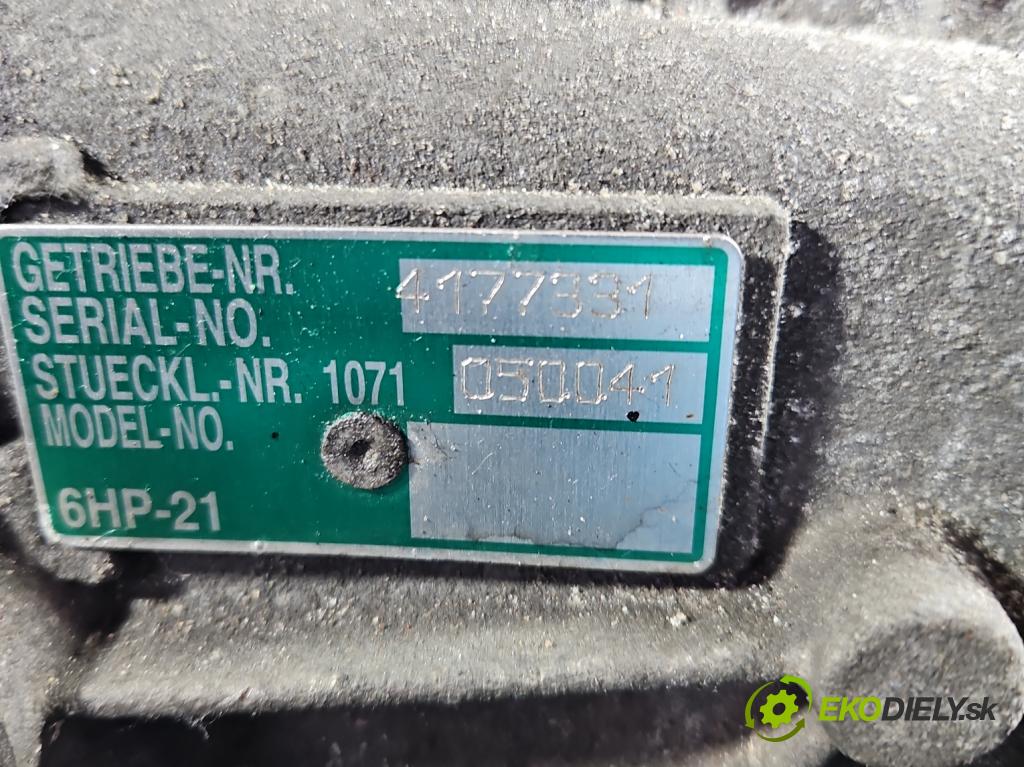 GETRIEBE-NR. 4177331
SERIAL-NO.
STUECKL.-NR. 1071 050041
MODEL-NO.
6HP-21
EKODIELY.sk